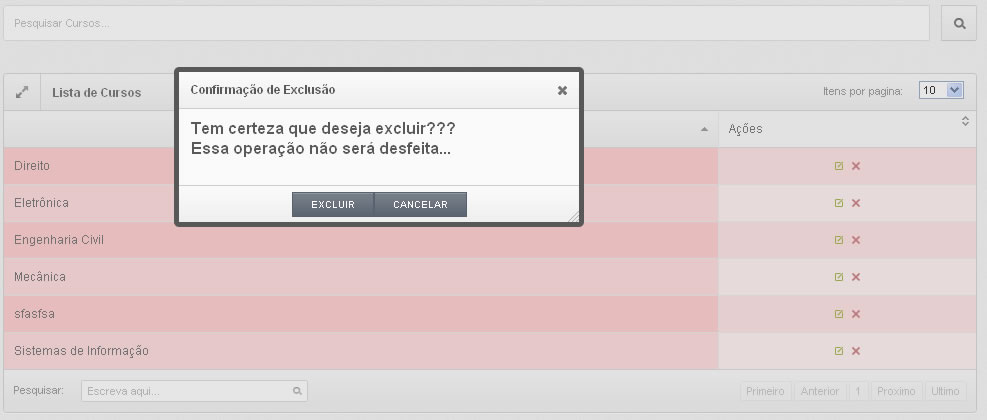 Pesquisar Cursos...
Lista de Cursos
Itens por pagina: 10
Confirmação de Exclusão
Tem certeza que deseja excluir???
Essa operação não será desfeita...
EXCLUIR CANCELAR
Ações
Direito
Eletrônica
Engenharia Civil
Mecânica
sfasfsa
Sistemas de Informação
Pesquisar: Escreva aqui... Primeiro Anterior 1 Proximo Ultimo